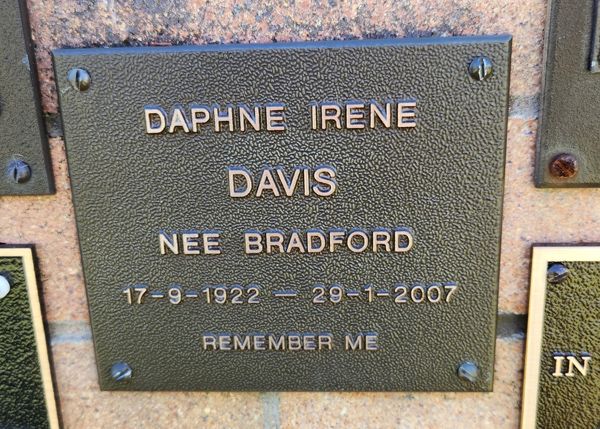 DAPHNE IRENE
DAVIS
NEE BRADFORD
17-9-1922 — 29-1-2007
REMEMBER ME
IN